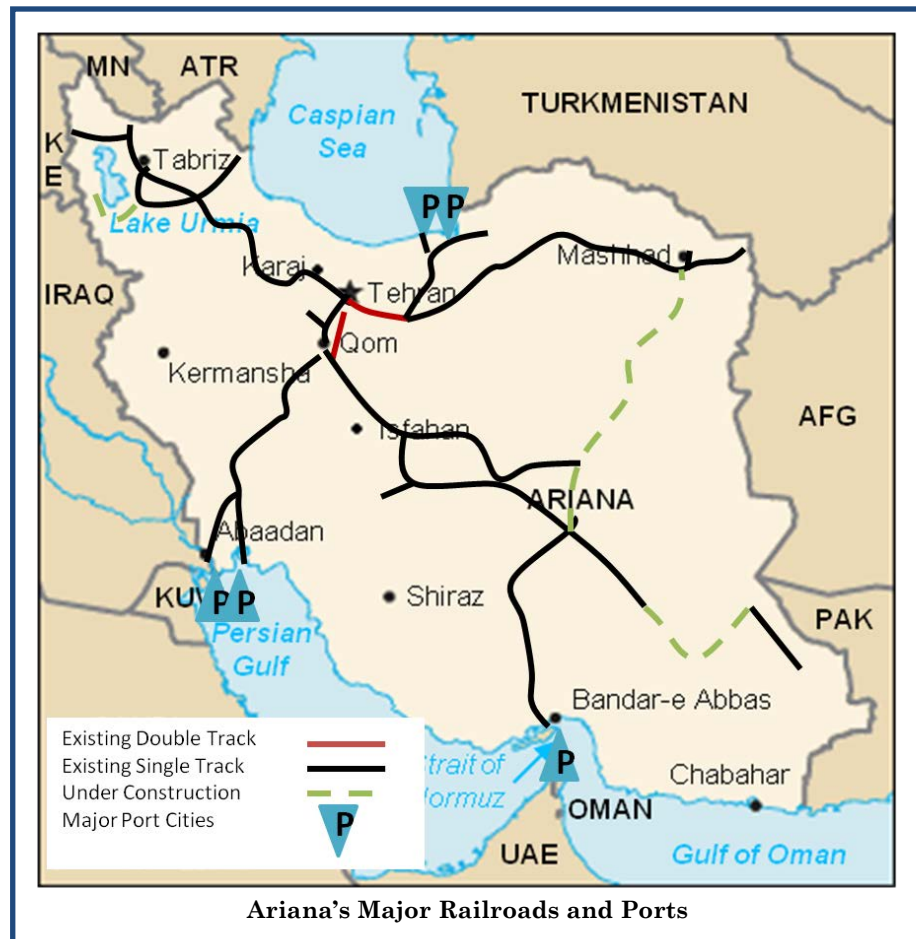 MN
ATR
TURKMENISTAN
Caspian
Sea
K
E
Tabriz
P P
Lake Urmia
Karaj
Mashhad
IRAQ
Tehran
Qom
Kermansha
AFG
Isfahan
ARIANA
Abaadan
KUW
P P
Shiraz
PAK
Persian
Gulf
Bandar-e Abbas
Existing Double Track
Existing Single Track
Under Construction
Major Port Cities
P
Strait of
Hormuz
P
Chabahar
OMAN
UAE
Gulf of Oman
Ariana’s Major Railroads and Ports